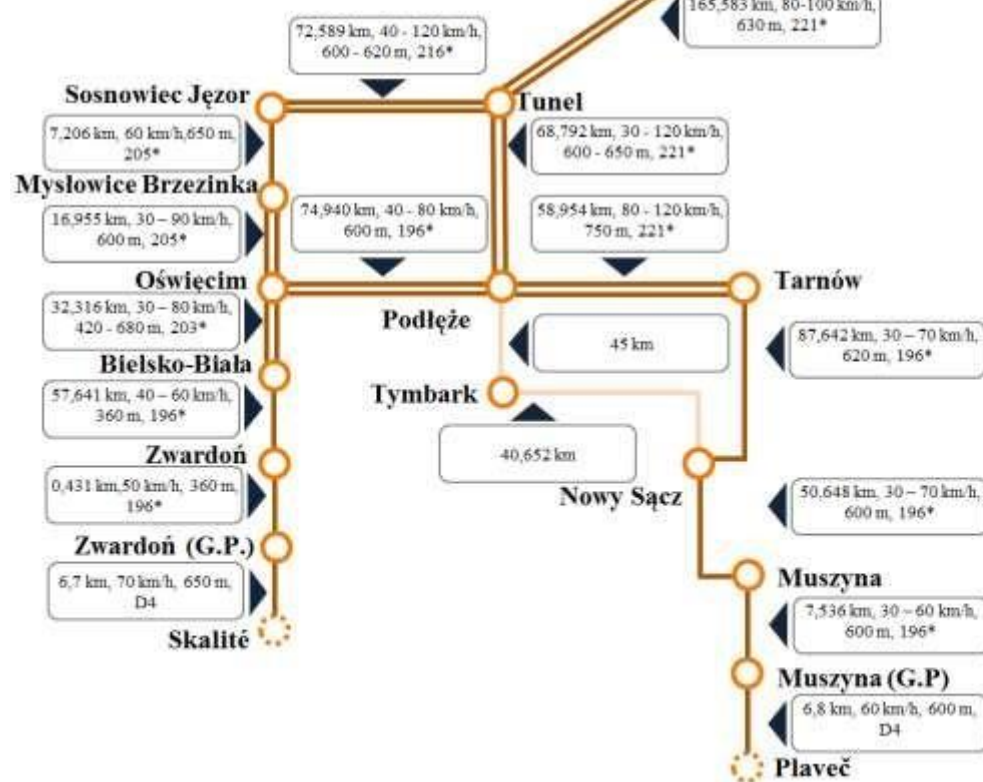 165,583 km, 80-100 km/h,
630 m, 221*
72,589 km, 40 - 120 km/h,
600 - 620 m, 216*
Sosnowiec Jęzor
Tunel
7,206 km, 60 km/h,650 m,
205*
68,792 km, 30 - 120 km/h,
600 - 650 m, 221*
Mysłowice Brzezinka
16,955 km, 30 – 90 km/h,
600 m, 205*
74,940 km, 40 - 80 km/h,
600 m, 196*
58,954 km, 80 - 120 km/h,
750 m, 221*
Oświęcim
Podłęże
Tarnów
32,316 km, 30 – 80 km/h,
420 - 680 m, 203*
45 km
87,642 km, 30 – 70 km/h,
620 m, 196*
Bielsko-Biała
Tymbark
57,641 km, 40 – 60 km/h,
360 m, 196*
40,652 km
Zwardoń
Nowy Sącz
0,431 km,50 km/h, 360 m,
196*
50,648 km, 30 – 70 km/h,
600 m, 196*
Zwardoń (G.P.)
Muszyna
6,7 km, 70 km/h, 650 m,
D4
7,536 km, 30 – 60 km/h,
600 m, 196*
Skalité
Muszyna (G.P)
6,8 km, 60 km/h, 600 m,
D4
Plaveč